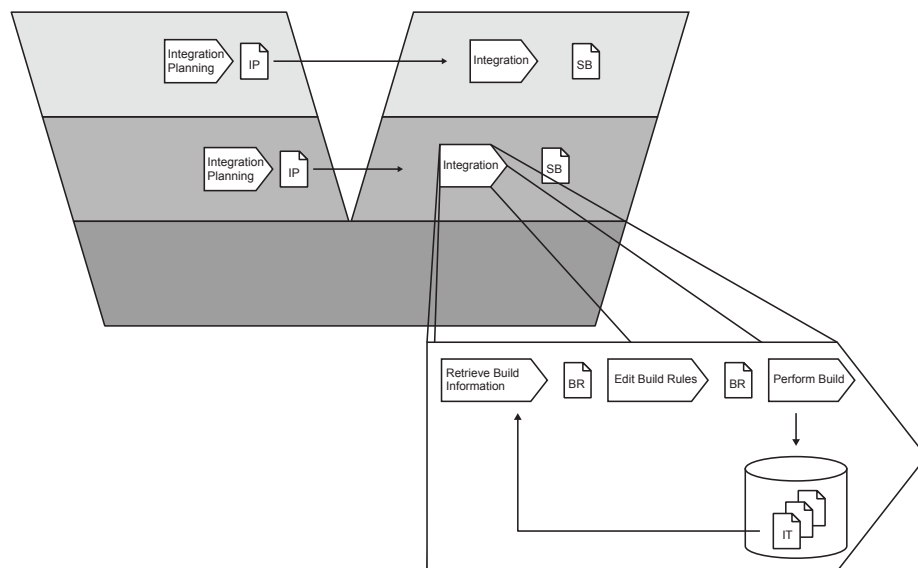 Integration
Planning
IP
Integration
SB
Integration
Planning
IP
Integration
SB
Retrieve Build
Information
BR
Edit Build Rules
BR
Perform Build
IT